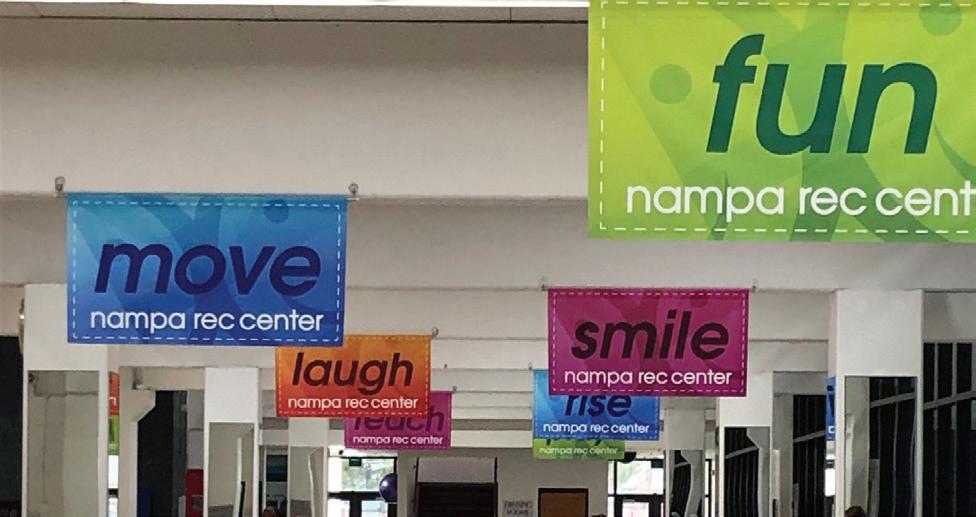 fun
nampa rec cent
move
nampa rec center
smile
nampa rec center
laugh
nampa rec center
rise
nampa rec center
reach
nampa rec center
nampa rec center